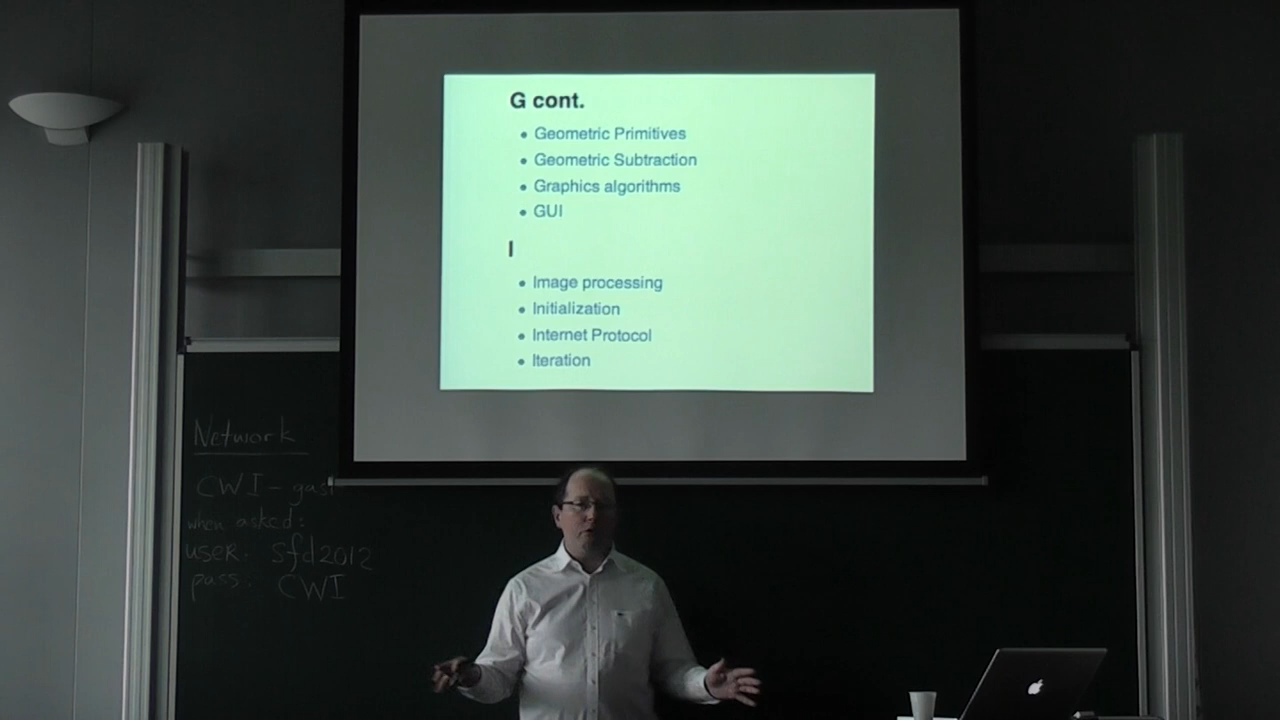 G cont.
Geometric Primitives
Geometric Subtraction
Graphics algorithms
GUI
I
Image processing
Initialization
Internet Protocol
Iteration
Network
CWI - gast
when asked:
user: sfd2012
pass: CWI